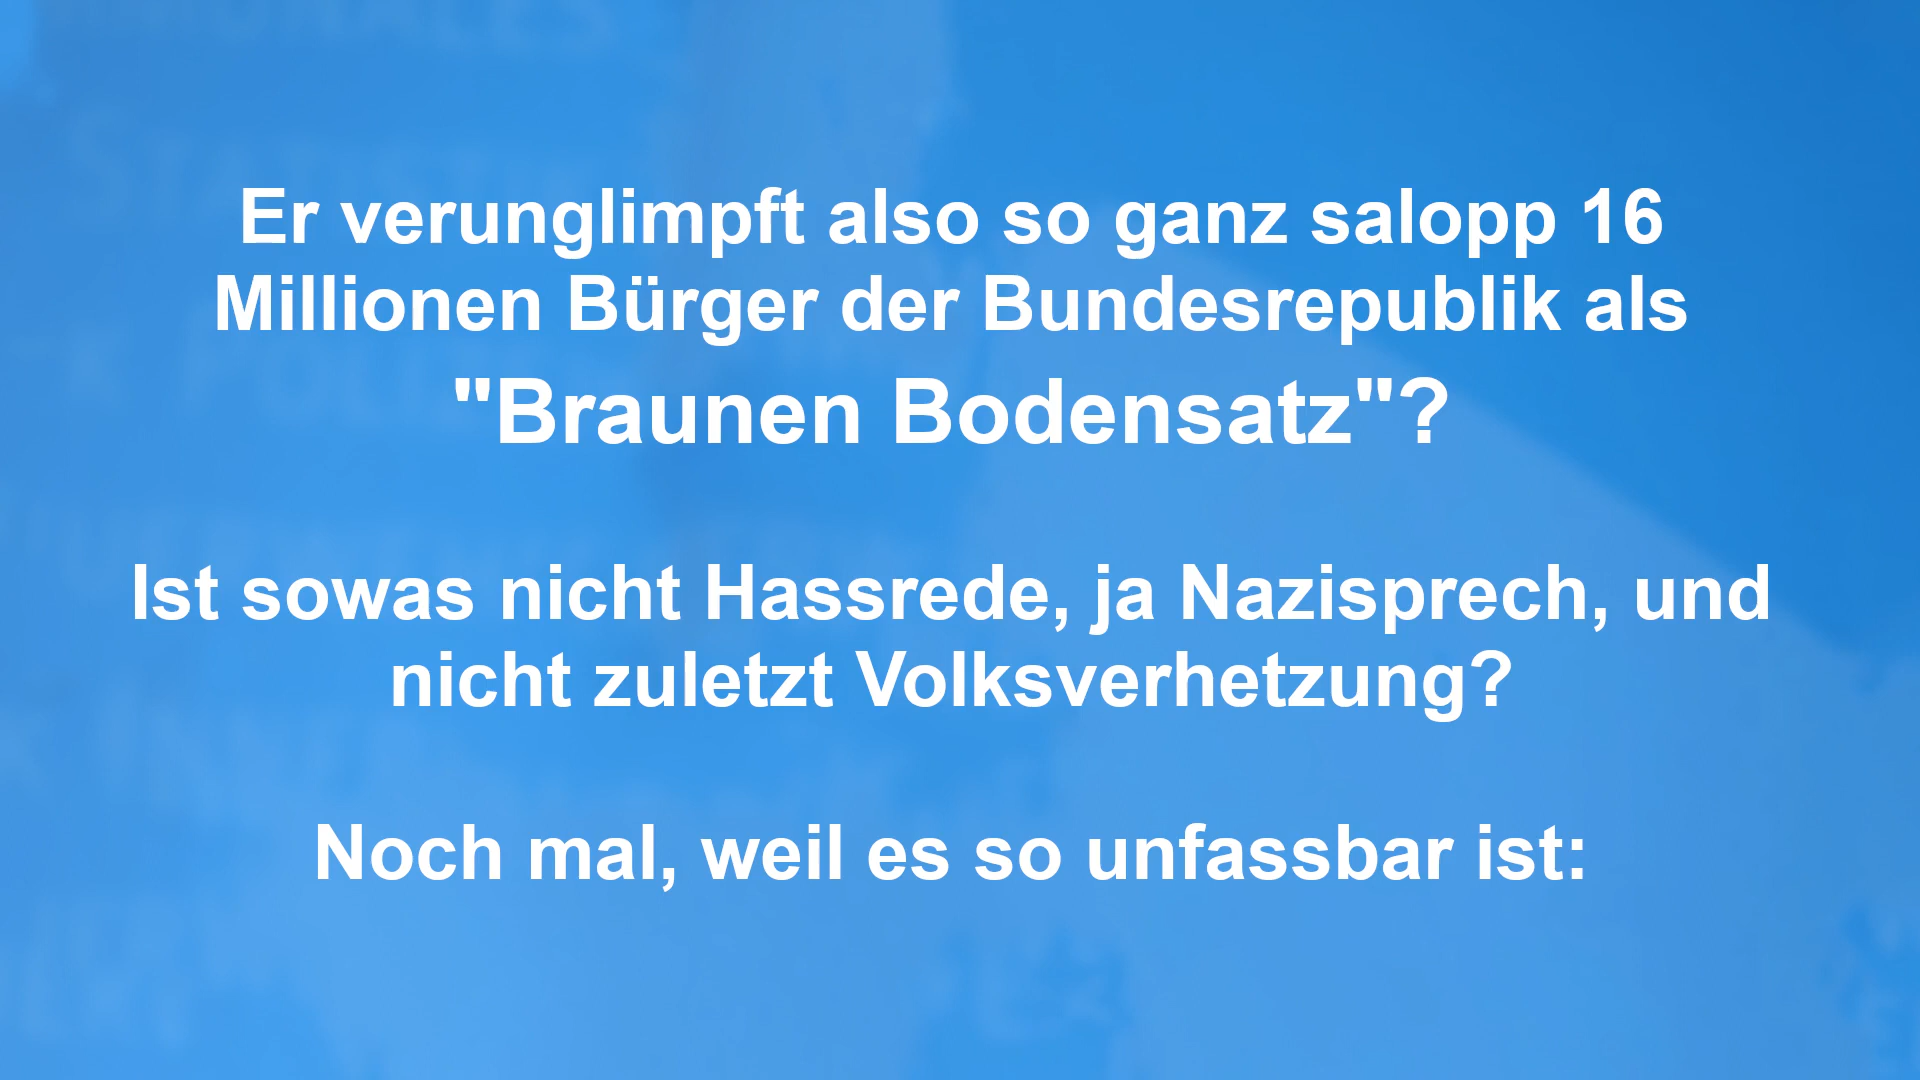 Er verunglimpft also so ganz salopp 16
Millionen Bürger der Bundesrepublik als
"Braunen Bodensatz"?
Ist sowas nicht Hassrede, ja Nazisprech, und
nicht zuletzt Volksverhetzung?
Noch mal, weil es so unfassbar ist: